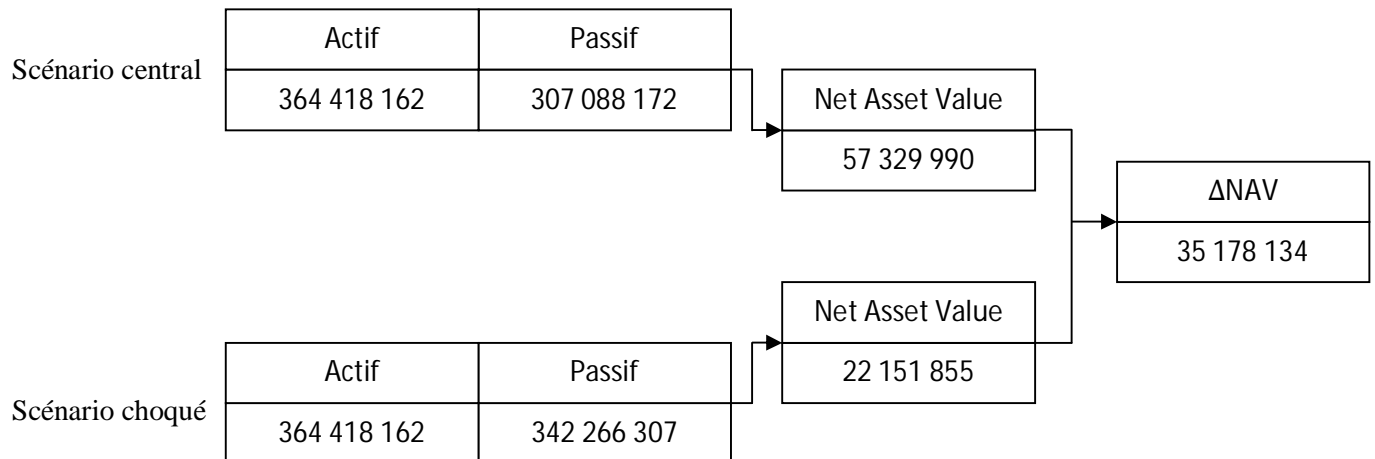 Scénario central
Actif
Passif
364 418 162
307 088 172
Net Asset Value
57 329 990
ΔNAV
35 178 134
Net Asset Value
22 151 855
Scénario choqué
Actif
Passif
364 418 162
342 266 307